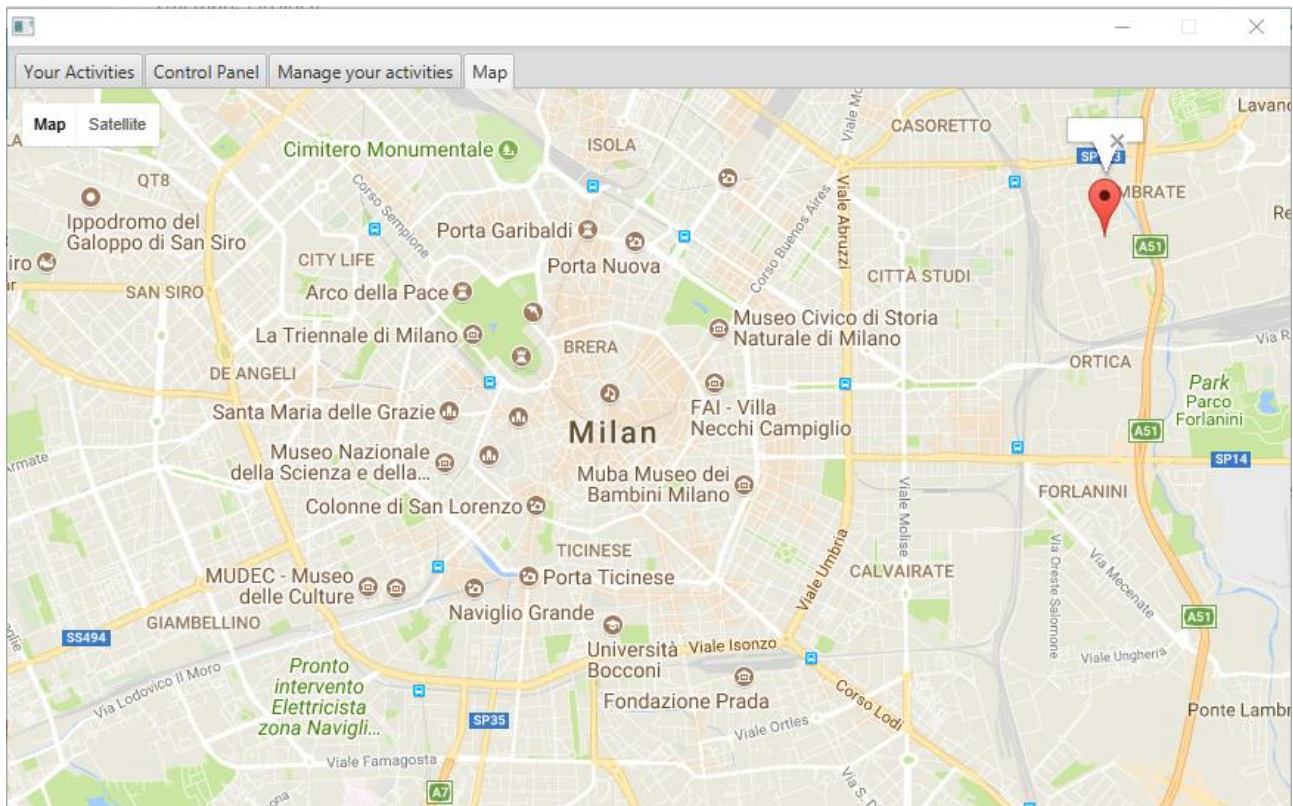 Your Activities
Control Panel
Manage your activities
Map
Map
Satellite
Lavan
CASORETTO
ISOLA
Viale Abruzzi
Cimitero Monumentale
QT8
Ippodromo del
Galoppo di San Siro
Corso Sempione
MBRATE
A51
Porta Garibaldi
Porta Nuova
Corso Buenos Aires
CITY LIFE
CITTÀ STUDI
iro
SAN SIRO
Arco della Pace
La Triennale di Milano
Museo Civico di Storia
Naturale di Milano
BRERA
Via R
ORTICA
DE ANGELI
Park
Parco
Forlanini
Santa Maria delle Grazie
FAI - Villa
Necchi Campiglio
Milan
A51
Museo Nazionale
della Scienza e della...
SP14
Armate
Muba Museo dei
Bambini Milano
Colonne di San Lorenzo
Viale Molise
FORLANINI
TICINESE
Viale Umbria
Via Oreste Salomone
Via Mecenate
MUDEC - Museo
delle Culture
Porta Ticinese
CALVAIRATE
Naviglio Grande
GIAMBELLINO
A51
SS494
Università
Bocconi
Viale Isonzo
Viale Ungheria
Via Lodovico Il Moro
Pronto
intervento
Elettricista
zona Navigli...
Fondazione Prada
Corso Lodi
SP35
Viale Ortles
Ponte Lambr
Viale Famagosta
A7